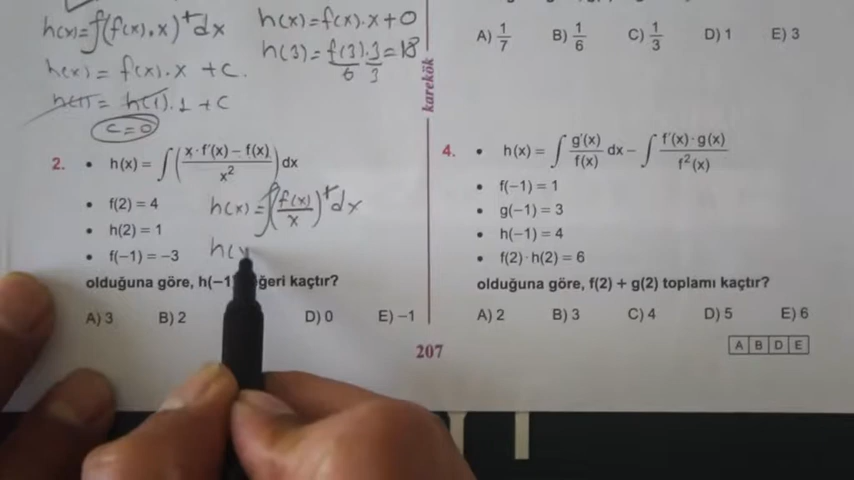 h(x)=∫(f(x).x)' dx
h(x) = f(x).x + C.
h(1) = h(1).1 + C
C=0
h(x) = f(x).x + 0
h(3) = f(3).3 = 18
6 3
karekök
A) 1/7 B) 1/6 C) 1/3 D) 1 E) 3
2. • h(x) = ∫ ( x · f'(x) – f(x) / x² ) dx
• f(2) = 4
• h(2) = 1
• f(–1) = –3
h(x) = ∫( f(x) / x )' dx
h(x
olduğuna göre, h(–1 ğeri kaçtır?
A) 3 B) 2 D) 0 E) –1
4. • h(x) = ∫ g'(x) / f(x) dx – ∫ f'(x) · g(x) / f²(x)
• f(–1) = 1
• g(–1) = 3
• h(–1) = 4
• f(2) · h(2) = 6
olduğuna göre, f(2) + g(2) toplamı kaçtır?
A) 2 B) 3 C) 4 D) 5 E) 6
207
A B D E